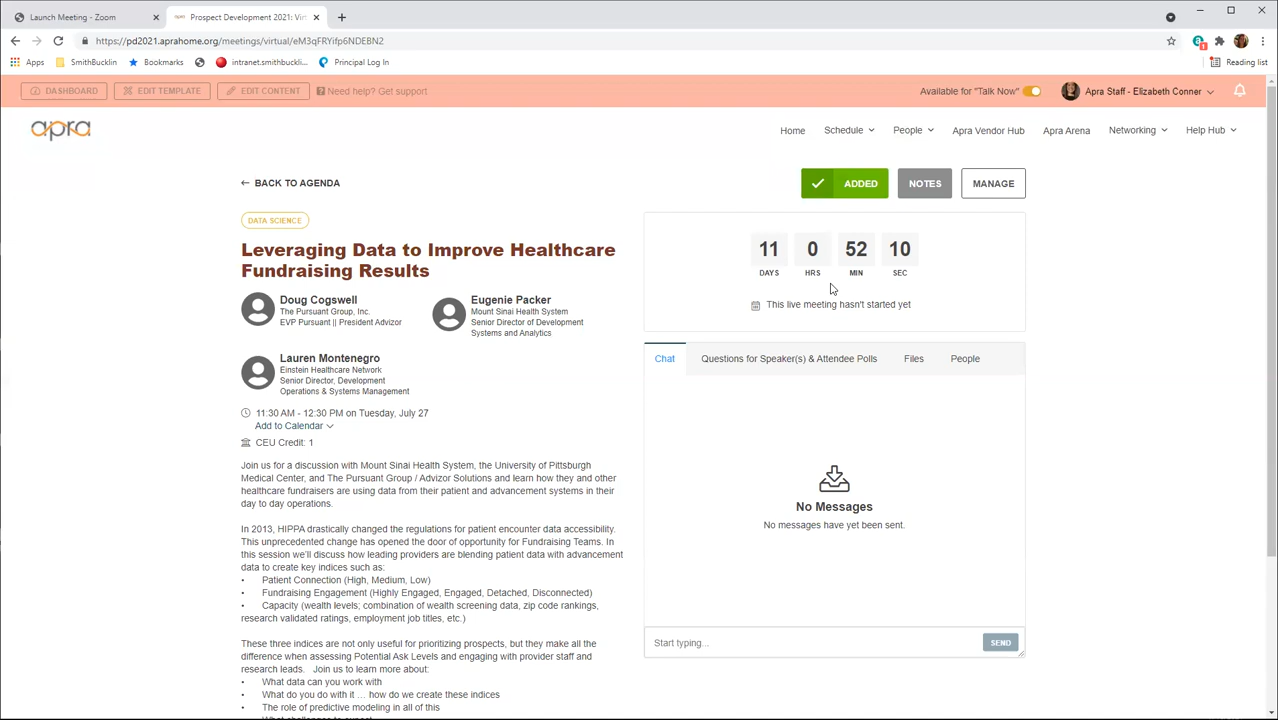 Launch Meeting - Zoom
Prospect Development 2021: Vir
https://pd2021.aprahome.org/meetings/virtual/eM3qFRYifp6NDEBN2
Apps
SmithBucklin
Bookmarks
intranet.smithbuckli...
Principal Log In
Reading list
DASHBOARD
EDIT TEMPLATE
EDIT CONTENT
Need help? Get support
Available for "Talk Now"
Apra Staff - Elizabeth Conner
apra
Home
Schedule
People
Apra Vendor Hub
Apra Arena
Networking
Help Hub
← BACK TO AGENDA
ADDED
NOTES
MANAGE
DATA SCIENCE
Leveraging Data to Improve Healthcare
Fundraising Results
Doug Cogswell
The Pursuant Group, Inc.
EVP Pursuant || President Advizor
Eugenie Packer
Mount Sinai Health System
Senior Director of Development
Systems and Analytics
Lauren Montenegro
Einstein Healthcare Network
Senior Director, Development
Operations & Systems Management
11:30 AM - 12:30 PM on Tuesday, July 27
Add to Calendar
CEU Credit: 1
Join us for a discussion with Mount Sinai Health System, the University of Pittsburgh
Medical Center, and The Pursuant Group / Advizor Solutions and learn how they and other
healthcare fundraisers are using data from their patient and advancement systems in their
day to day operations.
In 2013, HIPPA drastically changed the regulations for patient encounter data accessibility.
This unprecedented change has opened the door of opportunity for Fundraising Teams. In
this session we'll discuss how leading providers are blending patient data with advancement
data to create key indices such as:
• Patient Connection (High, Medium, Low)
• Fundraising Engagement (Highly Engaged, Engaged, Detached, Disconnected)
• Capacity (wealth levels; combination of wealth screening data, zip code rankings,
research validated ratings, employment job titles, etc.)
These three indices are not only useful for prioritizing prospects, but they make all the
difference when assessing Potential Ask Levels and engaging with provider staff and
research leads. Join us to learn more about:
• What data can you work with
• What do you do with it … how do we create these indices
• The role of predictive modeling in all of this
11 0 52 10
DAYS HRS MIN SEC
This live meeting hasn't started yet
Chat
Questions for Speaker(s) & Attendee Polls
Files
People
No Messages
No messages have yet been sent.
Start typing...
SEND